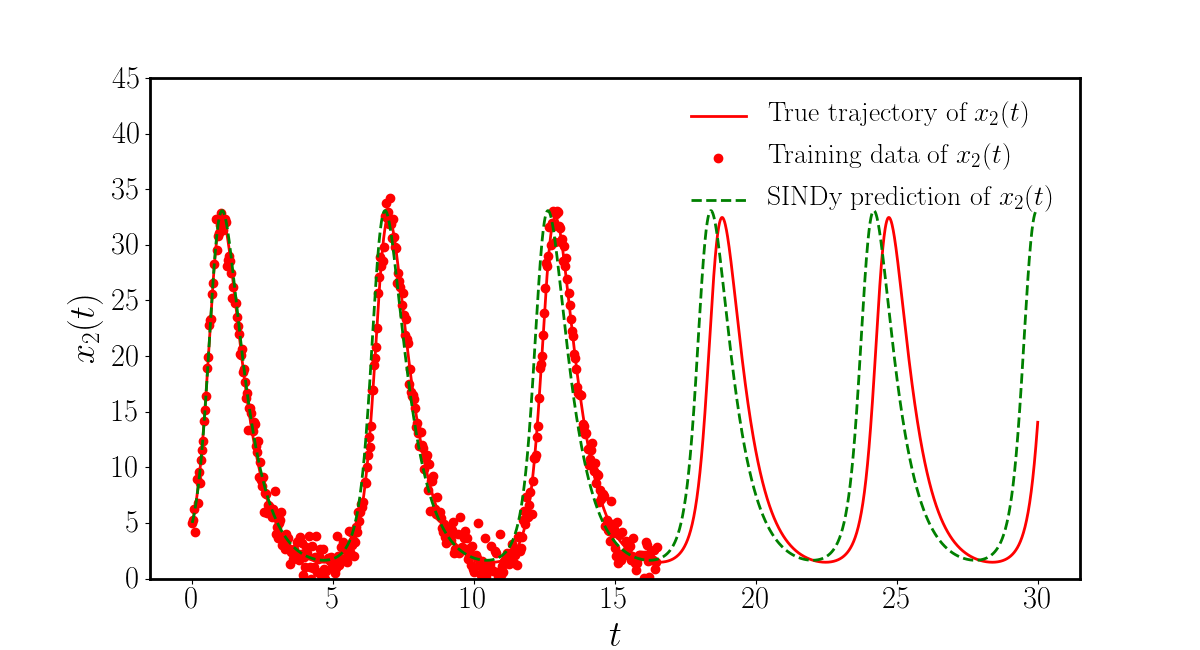 45
40
35
30
25
20
15
10
5
0
x₂(t)
True trajectory of x₂(t)
Training data of x₂(t)
SINDy prediction of x₂(t)
0 5 10 15 20 25 30
t